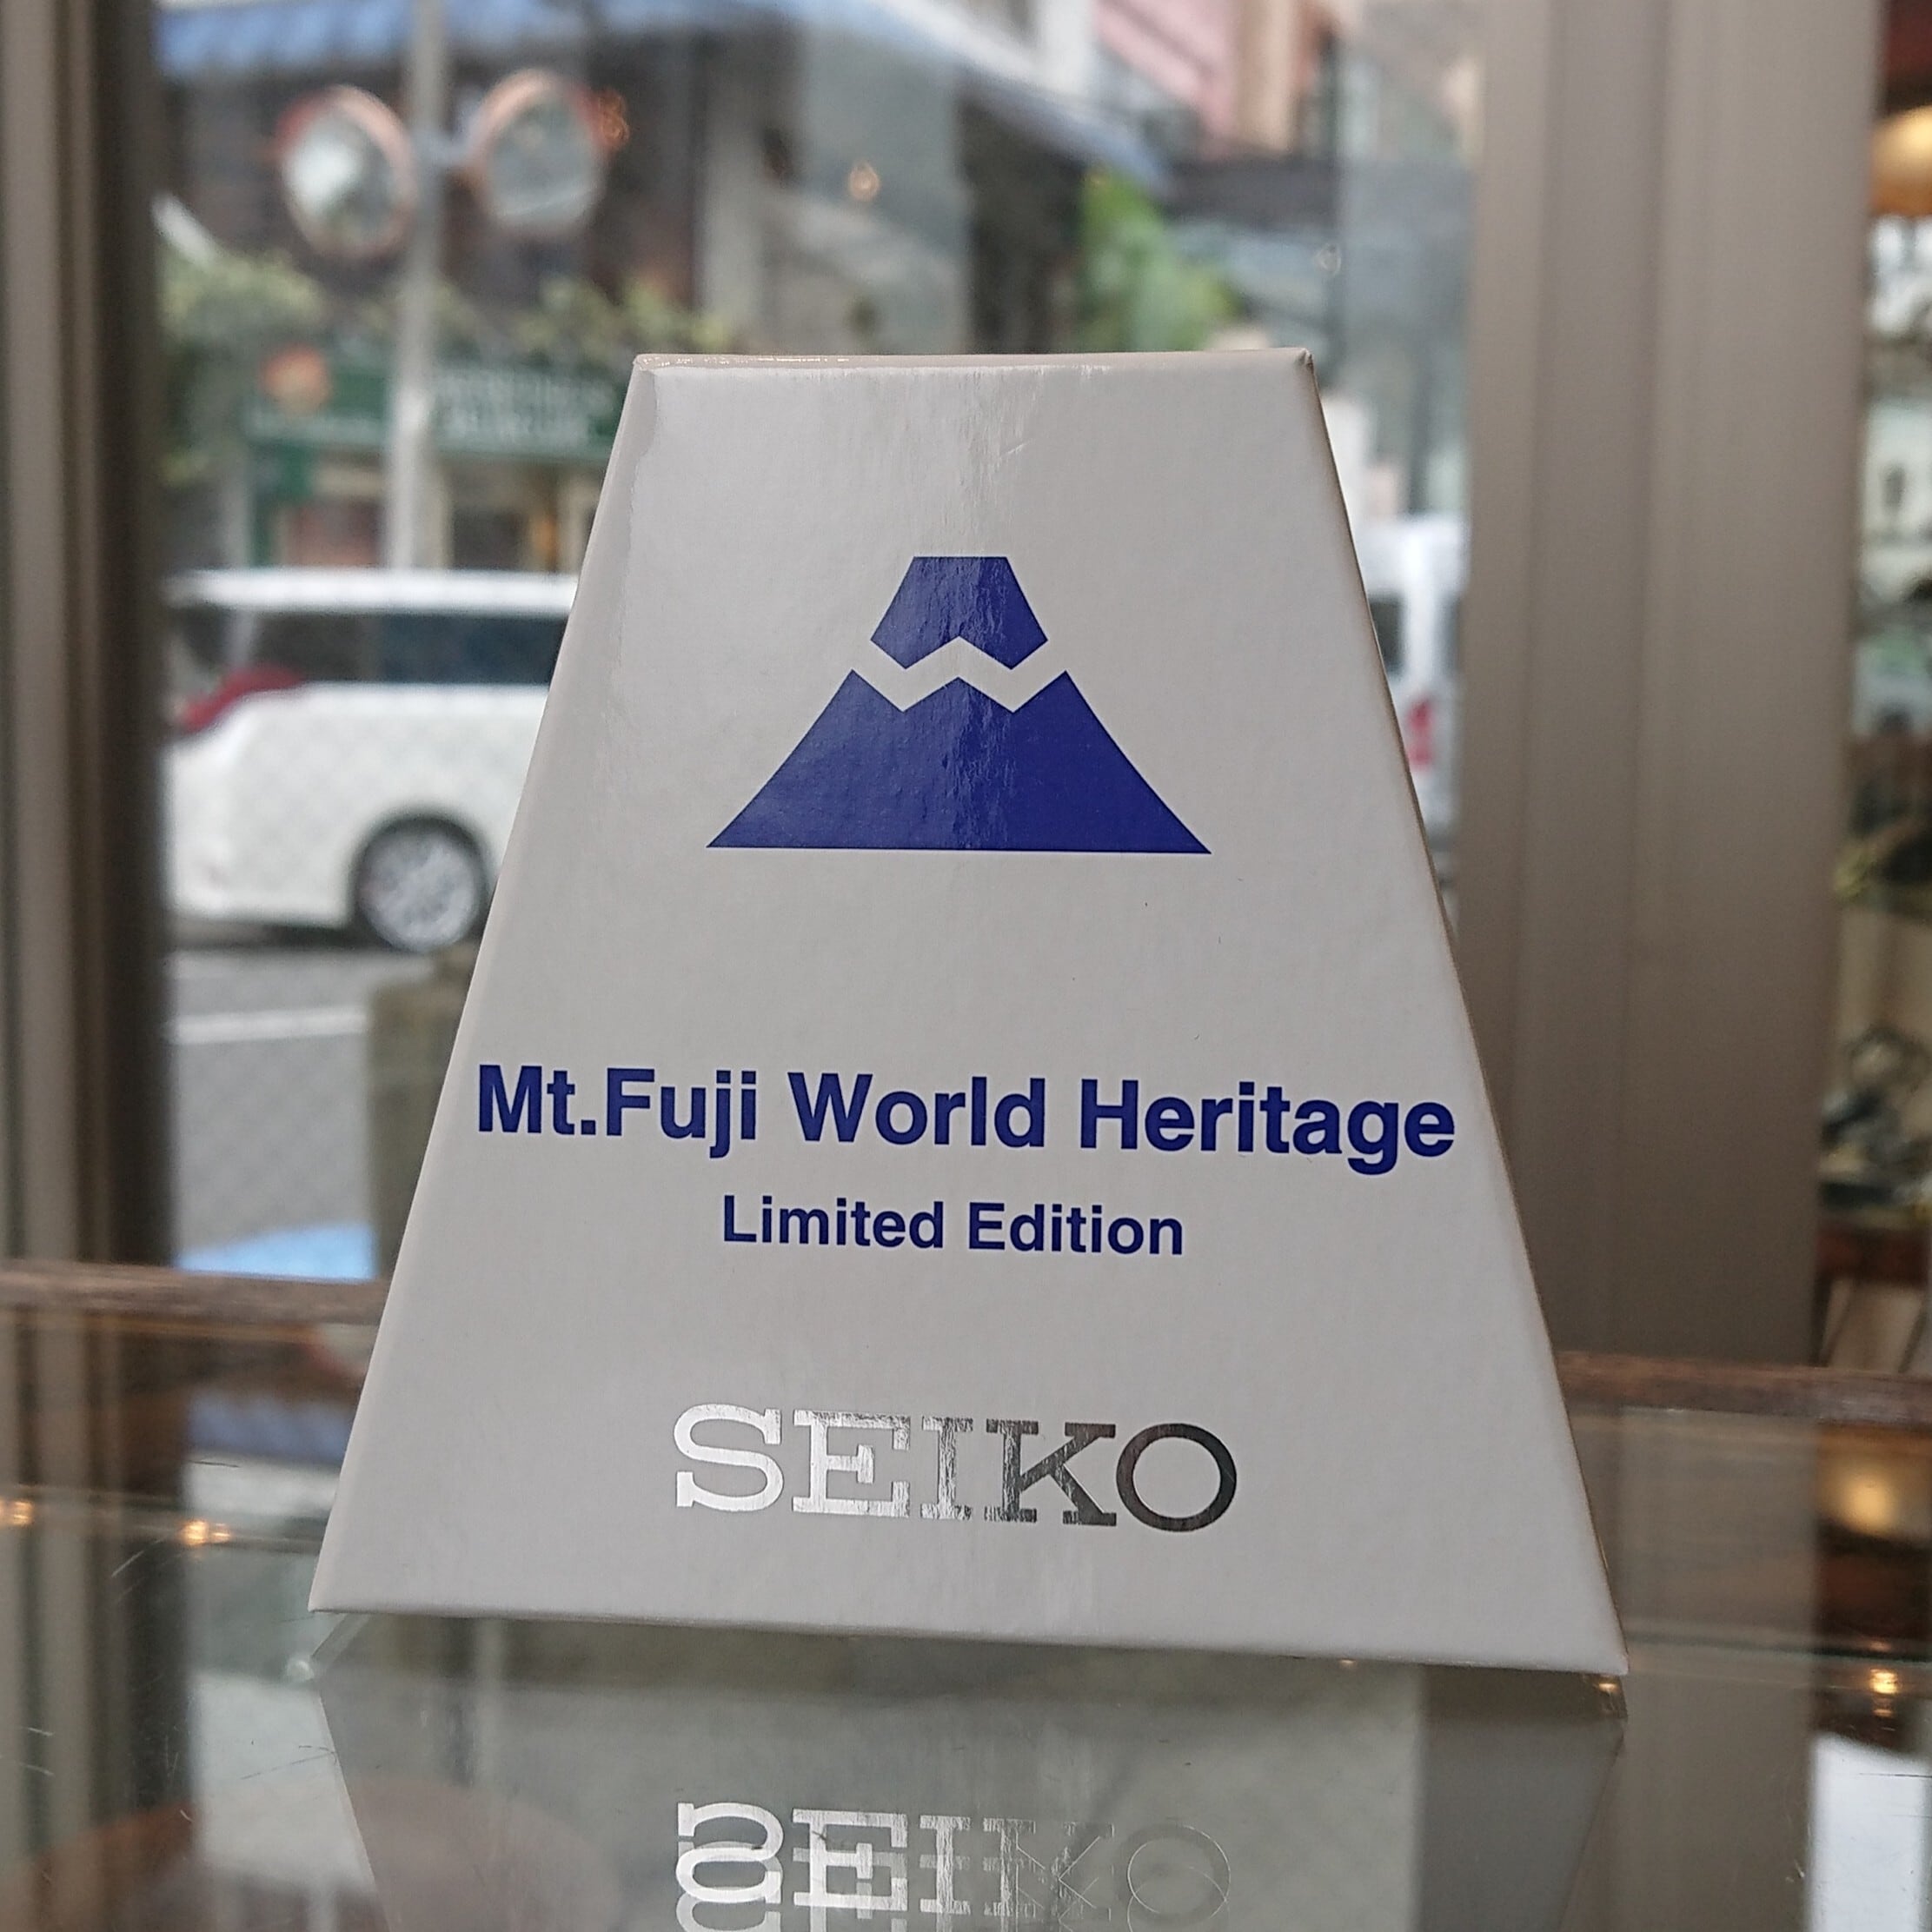 Mt.Fuji World Heritage
Limited Edition
SEIKO